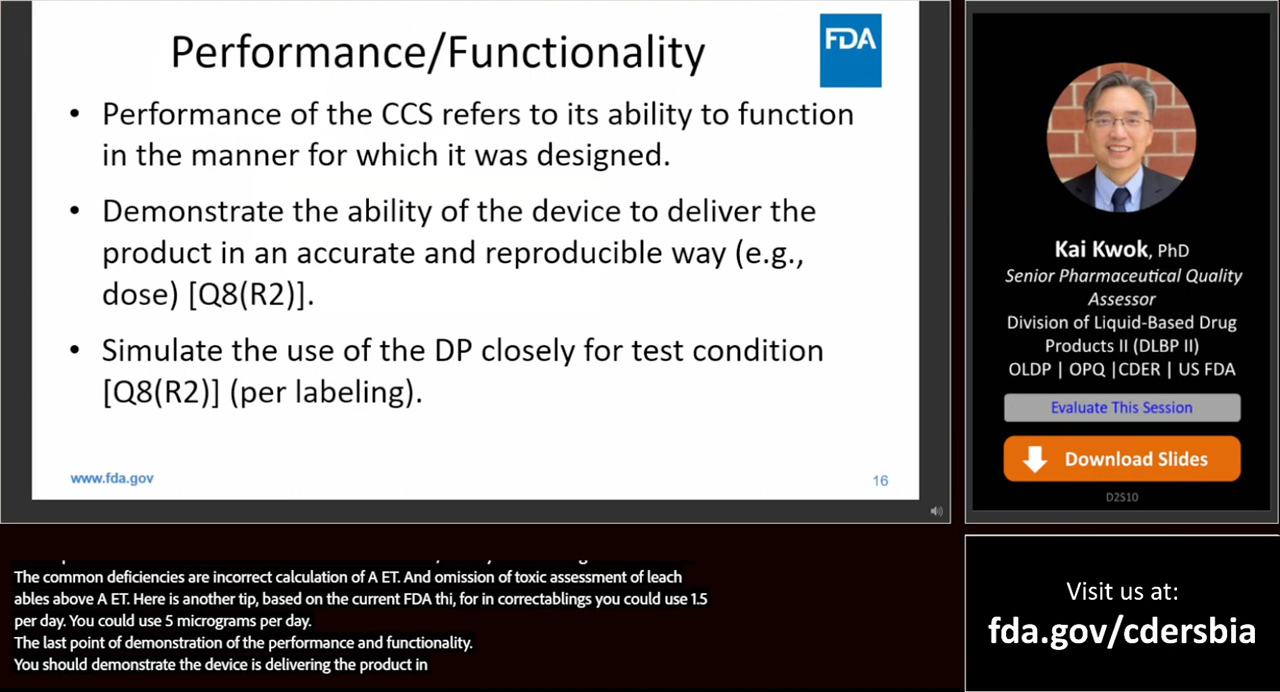 Performance/Functionality
FDA
• Performance of the CCS refers to its ability to function
in the manner for which it was designed.
• Demonstrate the ability of the device to deliver the
product in an accurate and reproducible way (e.g.,
dose) [Q8(R2)].
• Simulate the use of the DP closely for test condition
[Q8(R2)] (per labeling).
www.fda.gov
16
Kai Kwok, PhD
Senior Pharmaceutical Quality
Assessor
Division of Liquid-Based Drug
Products II (DLBP II)
OLDP | OPQ |CDER | US FDA
Evaluate This Session
Download Slides
D2S10
The common deficiencies are incorrect calculation of A ET. And omission of toxic assessment of leach
ables above A ET. Here is another tip, based on the current FDA thi, for in correctablings you could use 1.5
per day. You could use 5 micrograms per day.
The last point of demonstration of the performance and functionality.
You should demonstrate the device is delivering the product in
Visit us at:
fda.gov/cdersbia